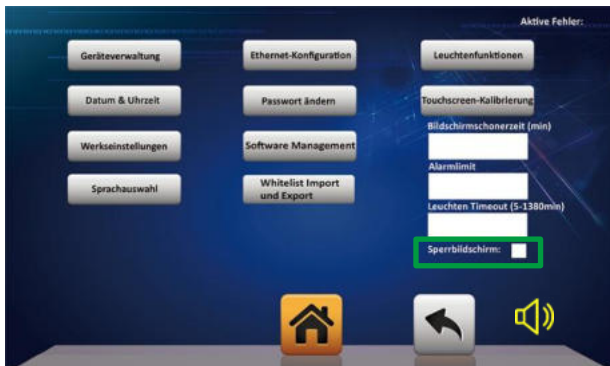 Aktive Fehler:
Geräteverwaltung
Ethernet-Konfiguration
Leuchtenfunktionen
Datum & Uhrzeit
Passwort ändern
Touchscreen-Kalibrierung
Bildschirmschonerzeit (min)
Werkseinstellungen
Software Management
Alarmlimit
Sprachauswahl
Whitelist Import
und Export
Leuchten Timeout (5-1380min)
Sperrbildschirm: